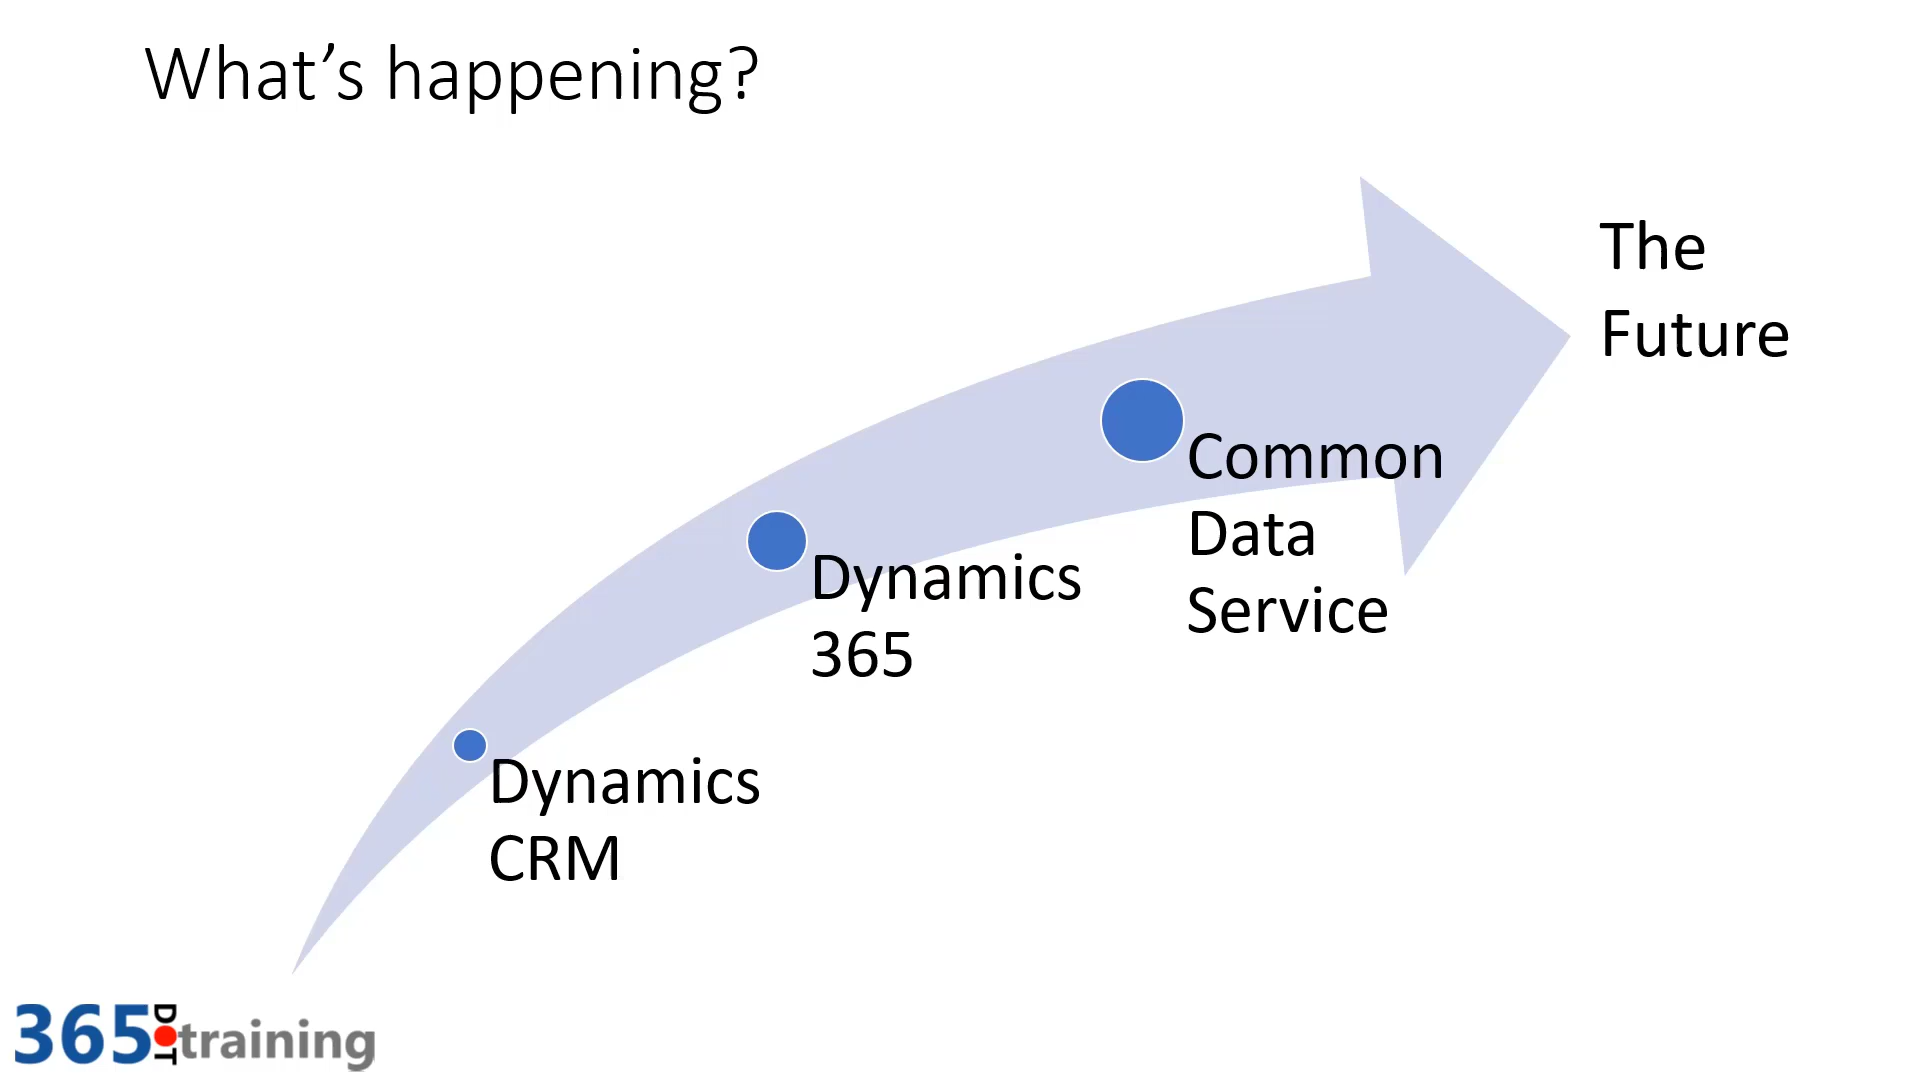 What’s happening?
The
Future
Common
Data
Service
Dynamics
365
Dynamics
CRM
365DOTtraining